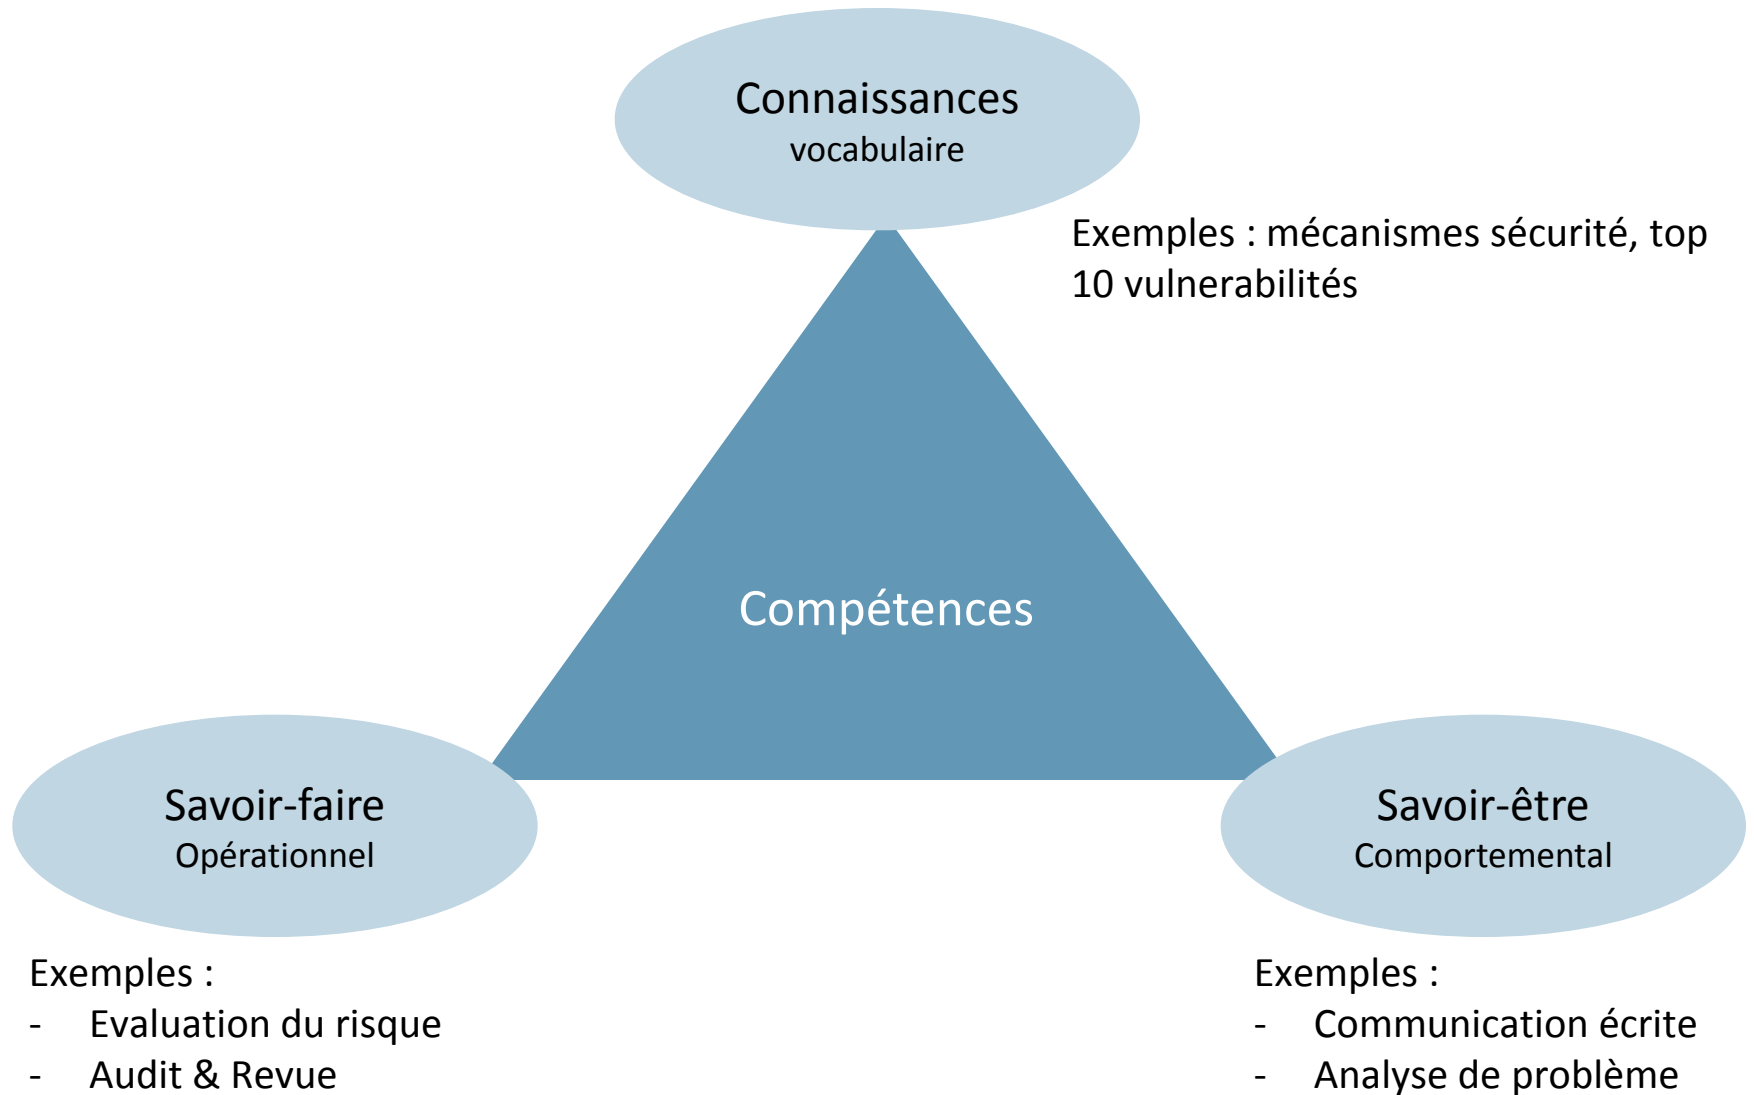 Connaissances
vocabulaire
Exemples : mécanismes sécurité, top
10 vulnerabilités
Compétences
Savoir-faire
Opérationnel
Savoir-être
Comportemental
Exemples :
- Evaluation du risque
- Audit & Revue
Exemples :
- Communication écrite
- Analyse de problème